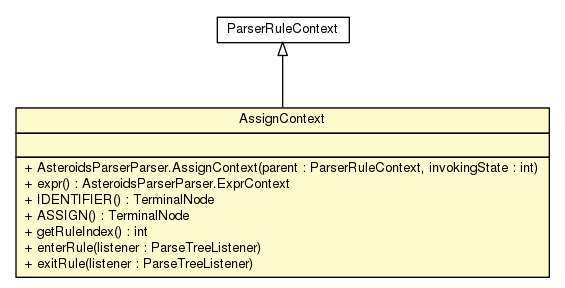 ParserRuleContext
AssignContext
+ AsteroidsParserParser.AssignContext(parent : ParserRuleContext, invokingState : int)
+ expr() : AsteroidsParserParser.ExprContext
+ IDENTIFIER() : TerminalNode
+ ASSIGN() : TerminalNode
+ getRuleIndex() : int
+ enterRule(listener : ParseTreeListener)
+ exitRule(listener : ParseTreeListener)